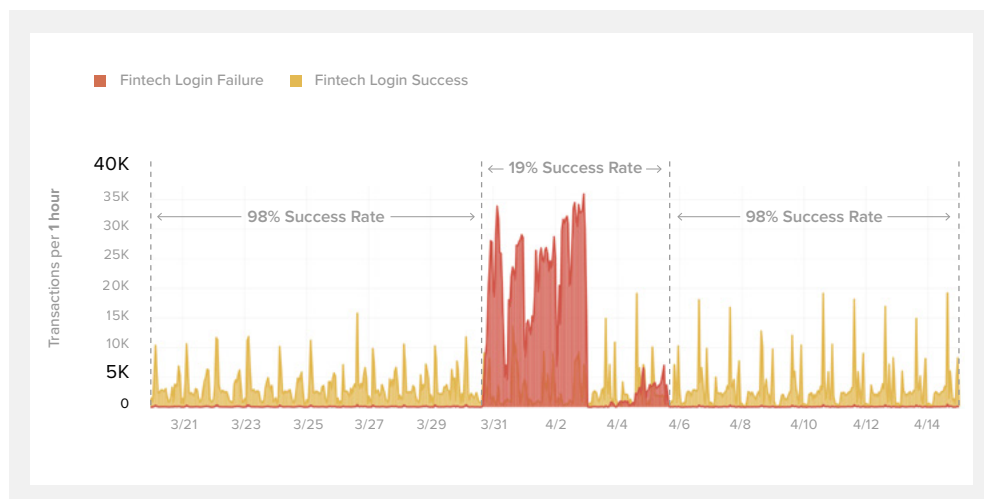 Fintech Login Failure
Fintech Login Success
40K
35K
30K
25K
20K
15K
10K
5K
0
Transactions per 1 hour
98% Success Rate
19% Success Rate
98% Success Rate
3/21 3/23 3/25 3/27 3/29 3/31 4/2 4/4 4/6 4/8 4/10 4/12 4/14